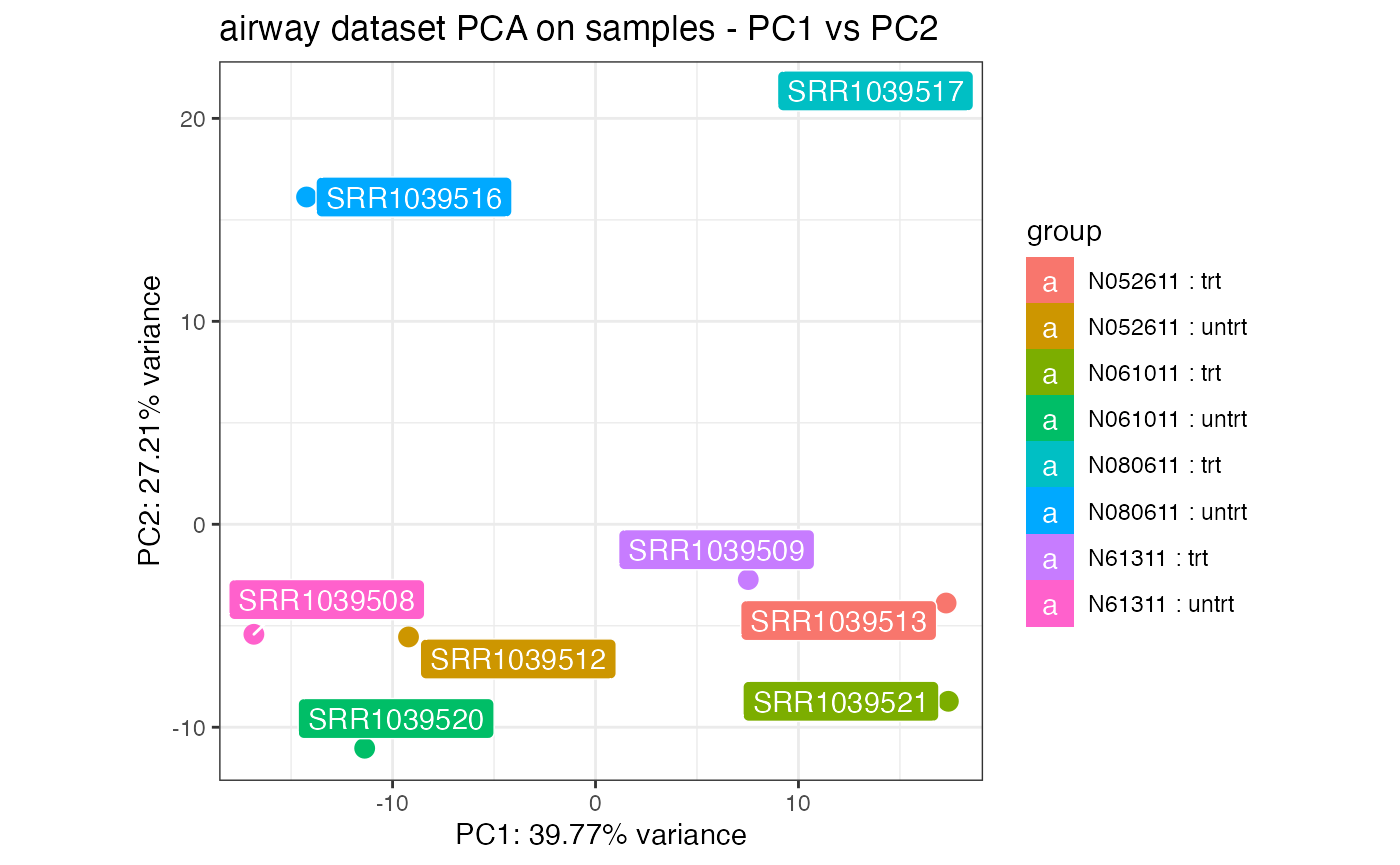 airway dataset PCA on samples - PC1 vs PC2
SRR1039517
20
SRR1039516
10
PC2: 27.21% variance
0
SRR1039509
SRR1039508
SRR1039513
SRR1039512
SRR1039521
SRR1039520
-10
-10
0
10
PC1: 39.77% variance
group
a N052611 : trt
a N052611 : untrt
a N061011 : trt
a N061011 : untrt
a N080611 : trt
a N080611 : untrt
a N61311 : trt
a N61311 : untrt